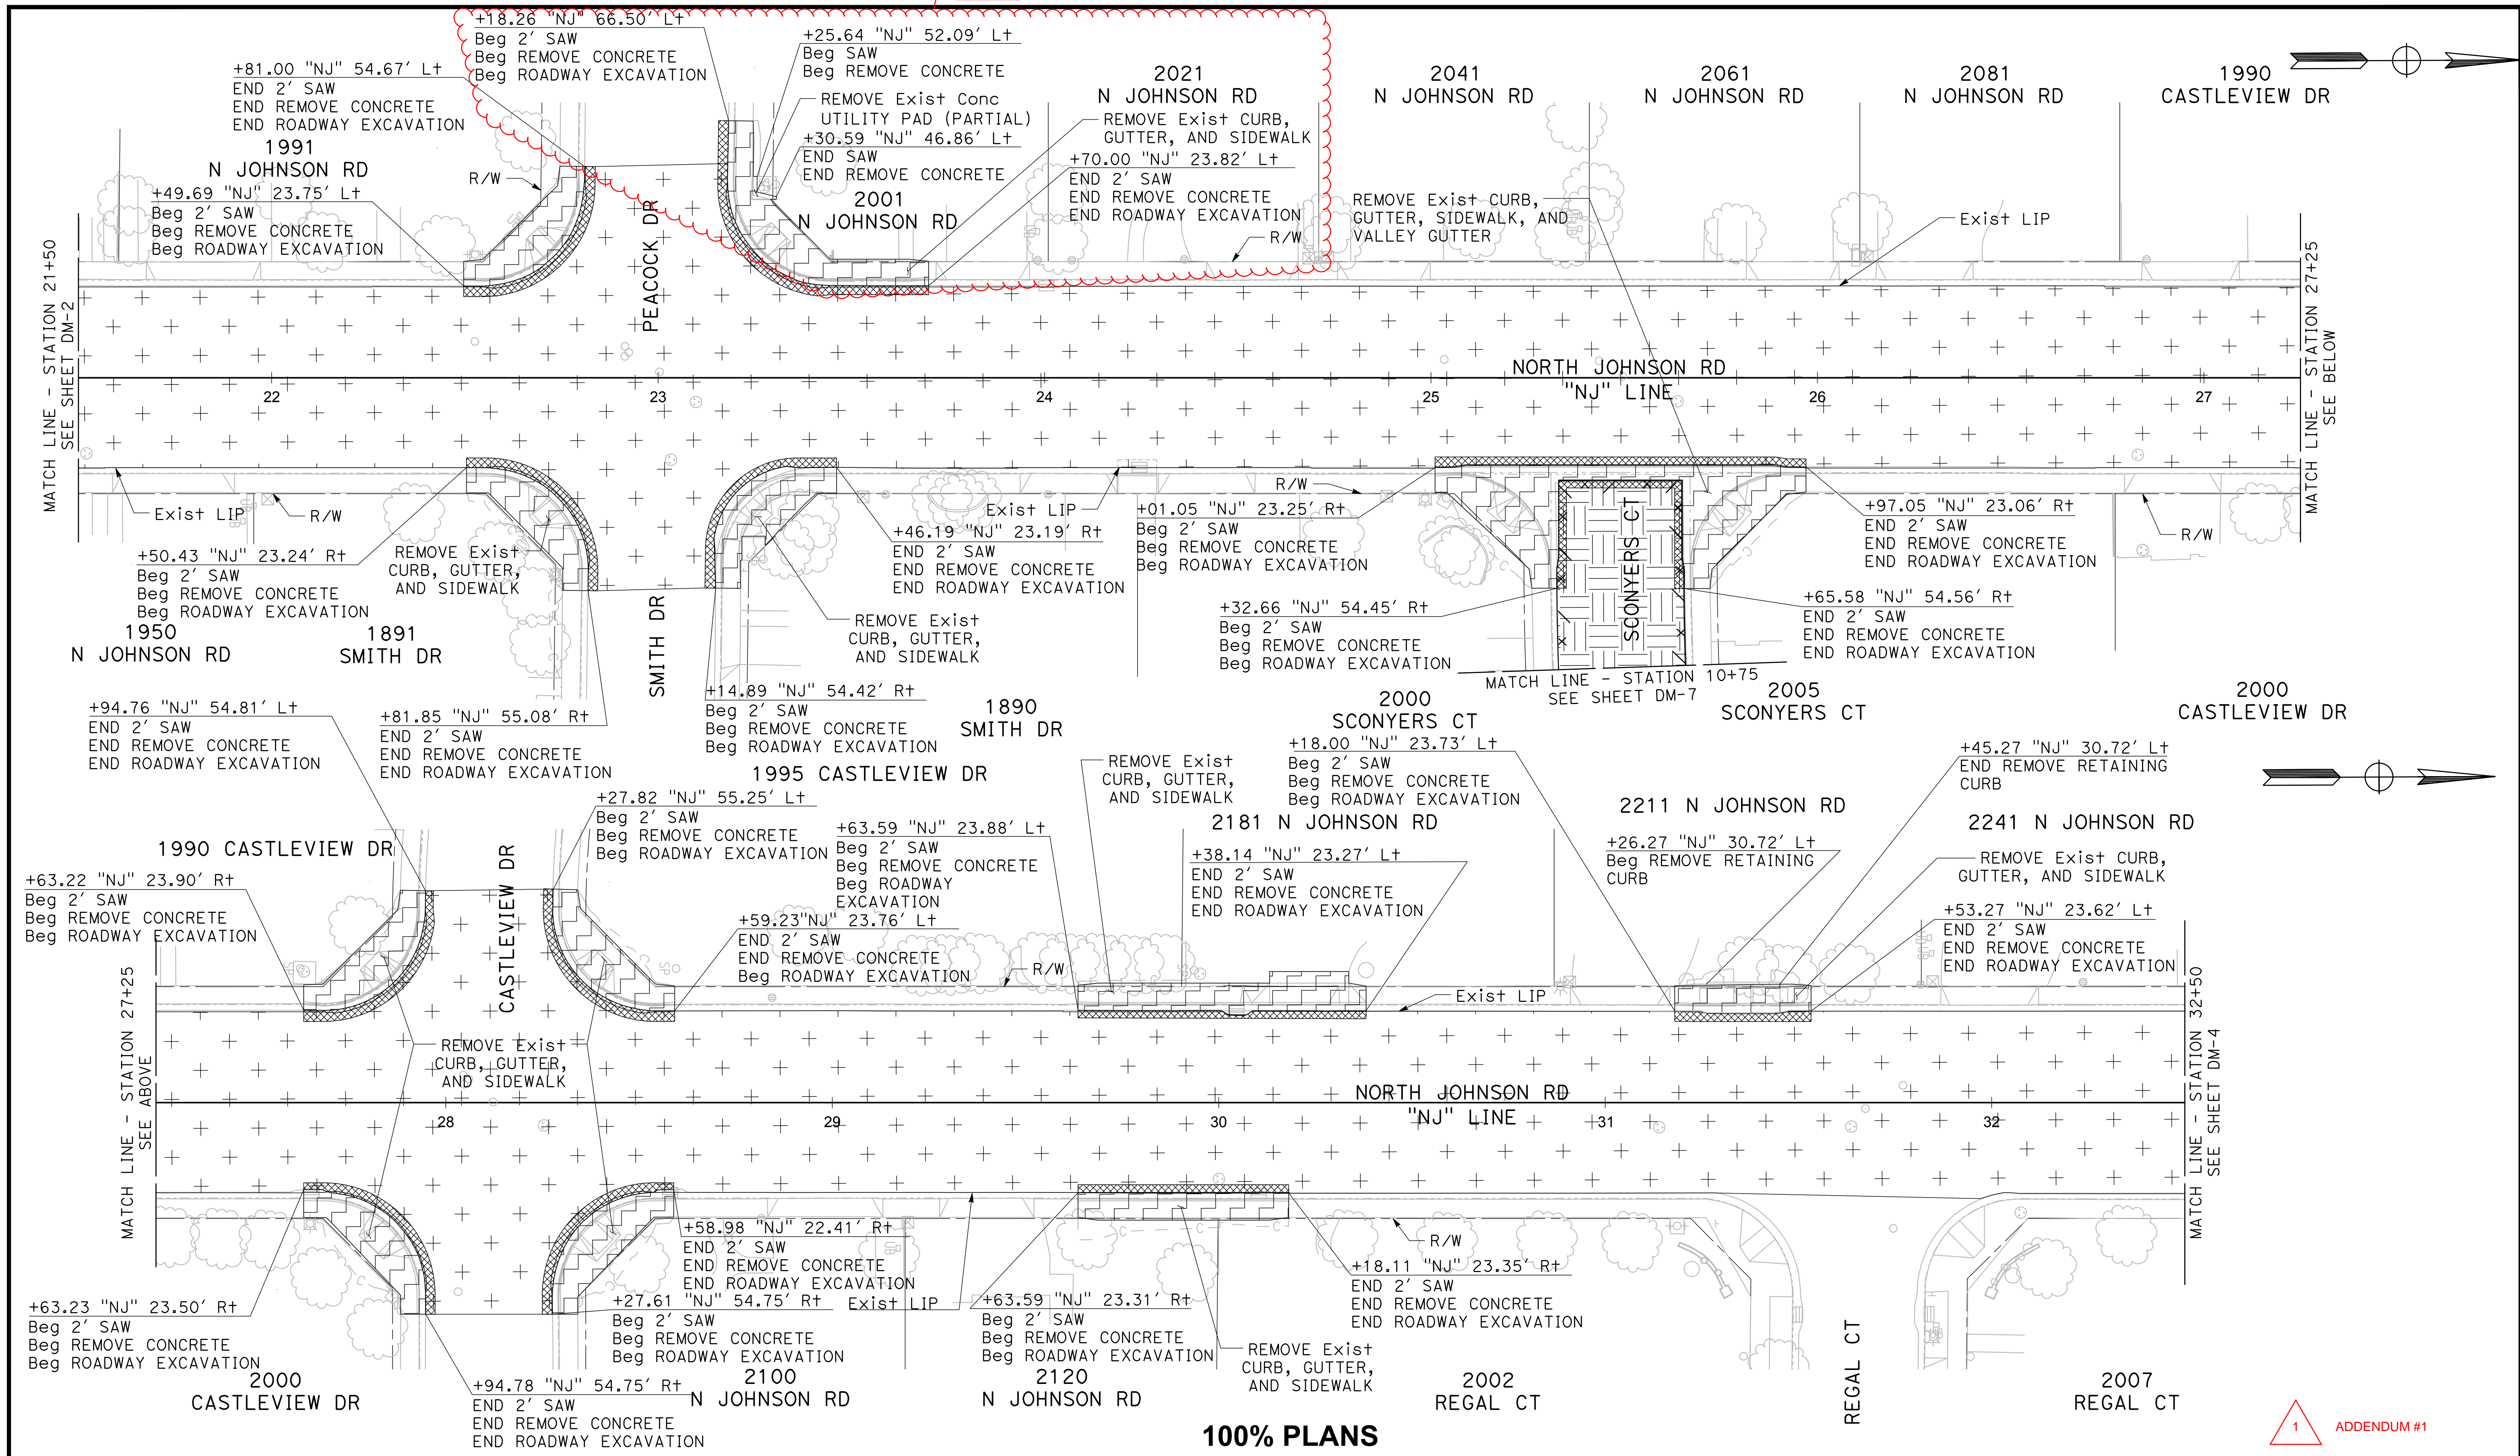 +18.26 "NJ" 66.50' Lt
Beg 2' SAW
Beg REMOVE CONCRETE
Beg ROADWAY EXCAVATION
+25.64 "NJ" 52.09' Lt
Beg SAW
Beg REMOVE CONCRETE
+81.00 "NJ" 54.67' Lt
END 2' SAW
END REMOVE CONCRETE
END ROADWAY EXCAVATION
REMOVE Exist Conc
UTILITY PAD (PARTIAL)
+30.59 "NJ" 46.86' Lt
END SAW
END REMOVE CONCRETE
2021
N JOHNSON RD
2041
N JOHNSON RD
2061
N JOHNSON RD
2081
N JOHNSON RD
1990
CASTLEVIEW DR
REMOVE Exist CURB,
GUTTER, AND SIDEWALK
+70.00 "NJ" 23.82' Lt
END 2' SAW
END REMOVE CONCRETE
END ROADWAY EXCAVATION
1991
N JOHNSON RD
R/W
+49.69 "NJ" 23.75' Lt
Beg 2' SAW
Beg REMOVE CONCRETE
Beg ROADWAY EXCAVATION
2001
N JOHNSON RD
R/W
REMOVE Exist CURB,
GUTTER, SIDEWALK, AND
VALLEY GUTTER
Exist LIP
PEACOCK DR
MATCH LINE - STATION 21+50
SEE SHEET DM-2
MATCH LINE - STATION 27+25
SEE BELOW
NORTH JOHNSON RD
"NJ" LINE
22
23
24
25
26
27
Exist LIP
R/W
+50.43 "NJ" 23.24' Rt
Beg 2' SAW
Beg REMOVE CONCRETE
Beg ROADWAY EXCAVATION
REMOVE Exist
CURB, GUTTER,
AND SIDEWALK
Exist LIP
+46.19 "NJ" 23.19' Rt
END 2' SAW
END REMOVE CONCRETE
END ROADWAY EXCAVATION
R/W
+01.05 "NJ" 23.25' Rt
Beg 2' SAW
Beg REMOVE CONCRETE
Beg ROADWAY EXCAVATION
SCONYERS CT
+97.05 "NJ" 23.06' Rt
END 2' SAW
END REMOVE CONCRETE
END ROADWAY EXCAVATION
R/W
1950
N JOHNSON RD
1891
SMITH DR
SMITH DR
REMOVE Exist
CURB, GUTTER,
AND SIDEWALK
+32.66 "NJ" 54.45' Rt
Beg 2' SAW
Beg REMOVE CONCRETE
Beg ROADWAY EXCAVATION
+65.58 "NJ" 54.56' Rt
END 2' SAW
END REMOVE CONCRETE
END ROADWAY EXCAVATION
MATCH LINE - STATION 10+75
SEE SHEET DM-7
+94.76 "NJ" 54.81' Lt
END 2' SAW
END REMOVE CONCRETE
END ROADWAY EXCAVATION
+81.85 "NJ" 55.08' Rt
END 2' SAW
END REMOVE CONCRETE
END ROADWAY EXCAVATION
+14.89 "NJ" 54.42' Rt
Beg 2' SAW
Beg REMOVE CONCRETE
Beg ROADWAY EXCAVATION
1890
SMITH DR
2000
SCONYERS CT
2005
SCONYERS CT
2000
CASTLEVIEW DR
1995 CASTLEVIEW DR
REMOVE Exist
CURB, GUTTER,
AND SIDEWALK
+18.00 "NJ" 23.73' Lt
Beg 2' SAW
Beg REMOVE CONCRETE
Beg ROADWAY EXCAVATION
+45.27 "NJ" 30.72' Lt
END REMOVE RETAINING
CURB
+27.82 "NJ" 55.25' Lt
Beg 2' SAW
Beg REMOVE CONCRETE
Beg ROADWAY EXCAVATION
+63.59 "NJ" 23.88' Lt
Beg 2' SAW
Beg REMOVE CONCRETE
Beg ROADWAY
EXCAVATION
2181 N JOHNSON RD
2211 N JOHNSON RD
2241 N JOHNSON RD
1990 CASTLEVIEW DR
CASTLEVIEW DR
+38.14 "NJ" 23.27' Lt
END 2' SAW
END REMOVE CONCRETE
END ROADWAY EXCAVATION
+26.27 "NJ" 30.72' Lt
Beg REMOVE RETAINING
CURB
REMOVE Exist CURB,
GUTTER, AND SIDEWALK
+63.22 "NJ" 23.90' Rt
Beg 2' SAW
Beg REMOVE CONCRETE
Beg ROADWAY EXCAVATION
+59.23"NJ" 23.76' Lt
END 2' SAW
END REMOVE CONCRETE
Beg ROADWAY EXCAVATION
R/W
+53.27 "NJ" 23.62' Lt
END 2' SAW
END REMOVE CONCRETE
END ROADWAY EXCAVATION
Exist LIP
MATCH LINE - STATION 27+25
SEE ABOVE
REMOVE Exist
CURB, GUTTER,
AND SIDEWALK
NORTH JOHNSON RD
"NJ" LINE
28
29
30
31
32
MATCH LINE - STATION 32+50
SEE SHEET DM-4
+58.98 "NJ" 22.41' Rt
END 2' SAW
END REMOVE CONCRETE
END ROADWAY EXCAVATION
R/W
+18.11 "NJ" 23.35' Rt
END 2' SAW
END REMOVE CONCRETE
END ROADWAY EXCAVATION
+63.23 "NJ" 23.50' Rt
Beg 2' SAW
Beg REMOVE CONCRETE
Beg ROADWAY EXCAVATION
+27.61 "NJ" 54.75' Rt
Beg 2' SAW
Beg REMOVE CONCRETE
Beg ROADWAY EXCAVATION
Exist LIP
+63.59 "NJ" 23.31' Rt
Beg 2' SAW
Beg REMOVE CONCRETE
Beg ROADWAY EXCAVATION
REMOVE Exist
CURB, GUTTER,
AND SIDEWALK
2000
CASTLEVIEW DR
+94.78 "NJ" 54.75' Rt
END 2' SAW
END REMOVE CONCRETE
END ROADWAY EXCAVATION
2100
N JOHNSON RD
2120
N JOHNSON RD
2002
REGAL CT
REGAL CT
2007
REGAL CT
100% PLANS
1
ADDENDUM #1